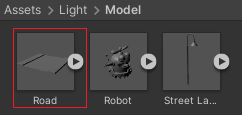 Assets > Light > Model
Road
Robot
Street La...